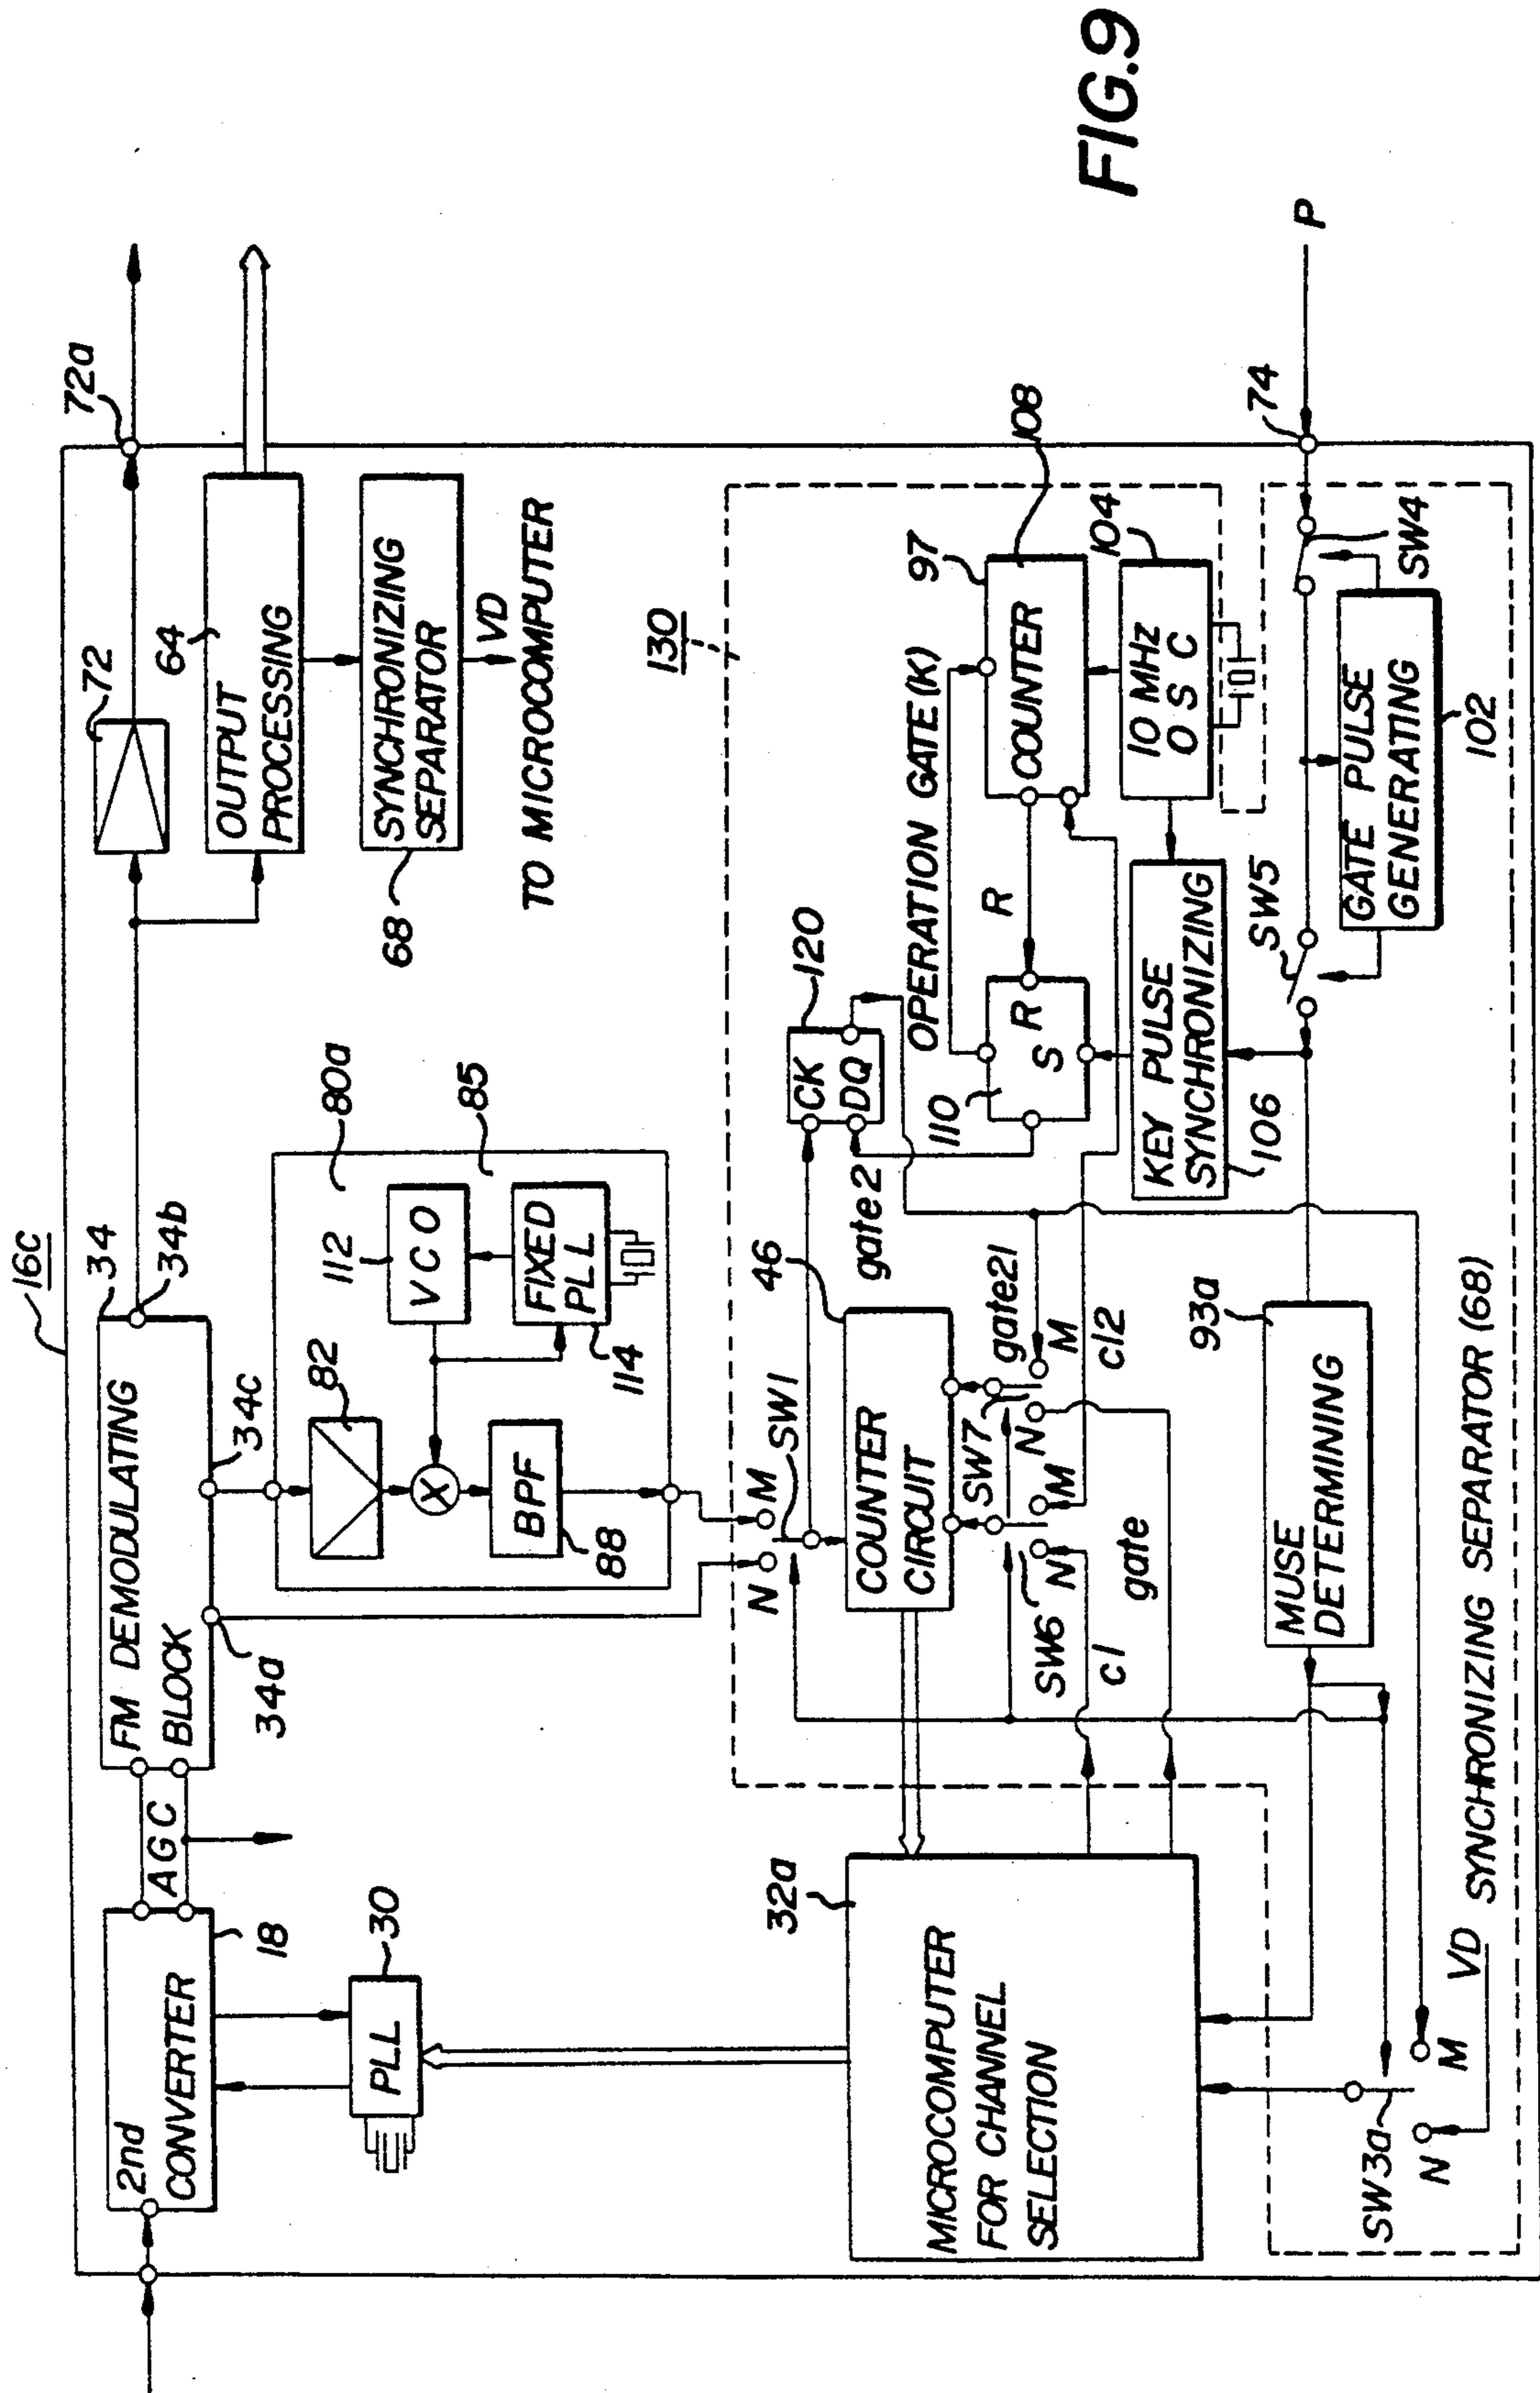 FIG.9
16c
2nd
CONVERTER
18
AGC
PLL
30
FM DEMODULATING
BLOCK
34
34a
34b
34c
72
72a
OUTPUT
PROCESSING
64
SYNCHRONIZING
SEPARATOR
68
VD
TO MICROCOMPUTER
80a
82
X
BPF
88
VCO
112
85
FIXED
PLL
114
130
N
M
SW1
COUNTER
CIRCUIT
46
MICROCOMPUTER
FOR CHANNEL
SELECTION
32a
SW6
N
M
SW7
N
M
c1
gate
gate21
c12
gate2
CK
DQ
120
OPERATION GATE(K)
110
R
S
R
COUNTER
97
108
10 MHz
OSC
104
KEY PULSE
SYNCHRONIZING
106
MUSE
DETERMINING
93a
SW5
GATE PULSE
GENERATING
102
SW4
74
P
SW3a
N
M
VD
SYNCHRONIZING SEPARATOR(68)